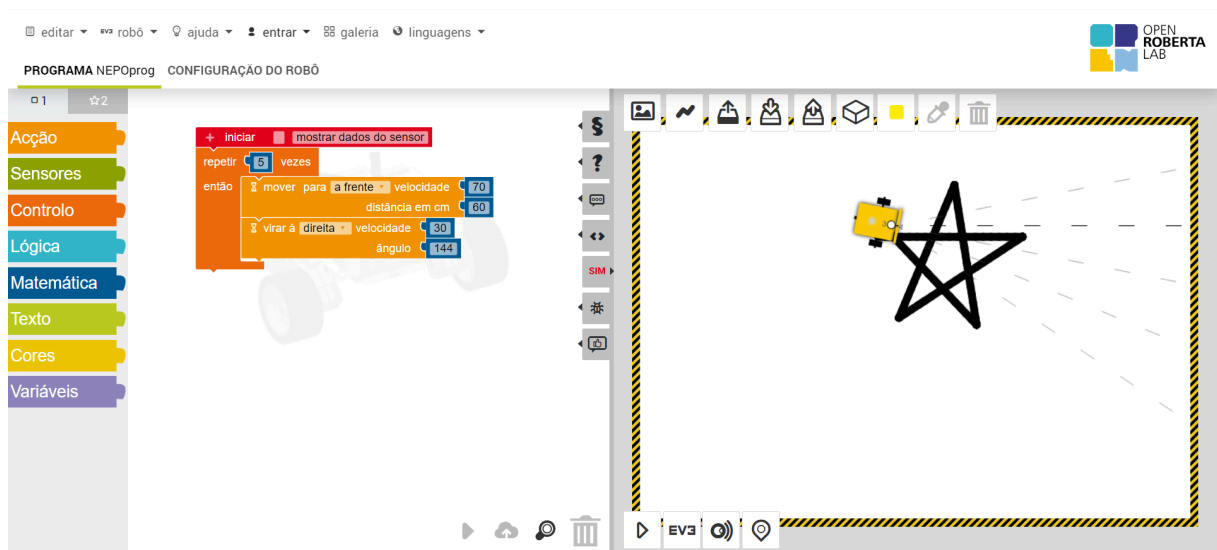 editar EV3 robô ajuda entrar galeria linguagens
OPEN
ROBERTA
LAB
PROGRAMA NEPOprog CONFIGURAÇÃO DO ROBÔ
1 2
Acção
Sensores
Controlo
Lógica
Matemática
Texto
Cores
Variáveis
+ iniciar mostrar dados do sensor
repetir 5 vezes
então mover para a frente velocidade 70
distância em cm 60
virar à direita velocidade 30
ângulo 144
§
?
SIM
EV3